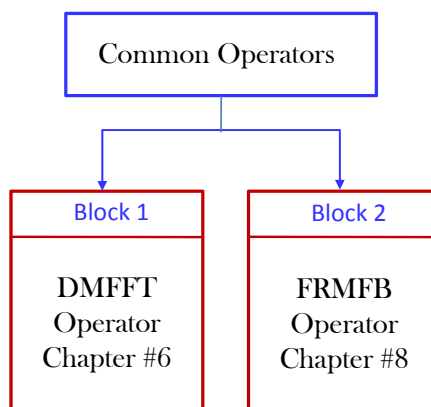 Common Operators
Block 1
DMFFT
Operator
Chapter #6
Block 2
FRMFB
Operator
Chapter #8